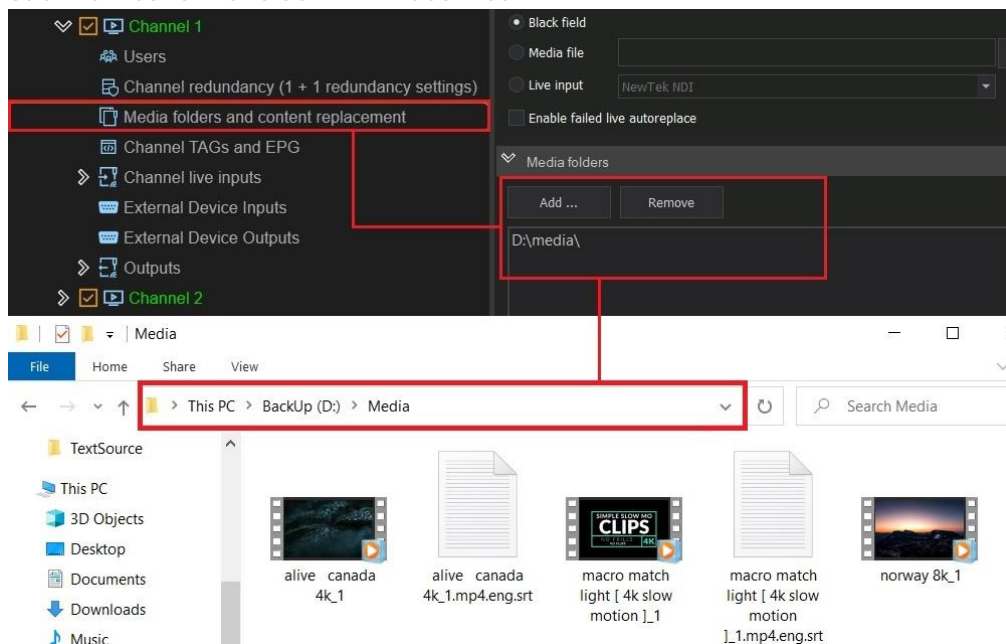 Channel 1
Users
Channel redundancy (1 + 1 redundancy settings)
Media folders and content replacement
Channel TAGs and EPG
Channel live inputs
External Device Inputs
External Device Outputs
Outputs
Channel 2
Black field
Media file
Live input NewTek NDI
Enable failed live autoreplace
Media folders
Add ... Remove
D:\media\
Media
File Home Share View
This PC > BackUp (D:) > Media
Search Media
TextSource
This PC
3D Objects
Desktop
Documents
Downloads
Music
SIMPLE SLOW MO
CLIPS
4K
alive canada
4k_1
alive canada
4k_1.mp4.eng.srt
macro match
light [ 4k slow
motion ]_1
macro match
light [ 4k slow
motion
]_1.mp4.eng.srt
norway 8k_1